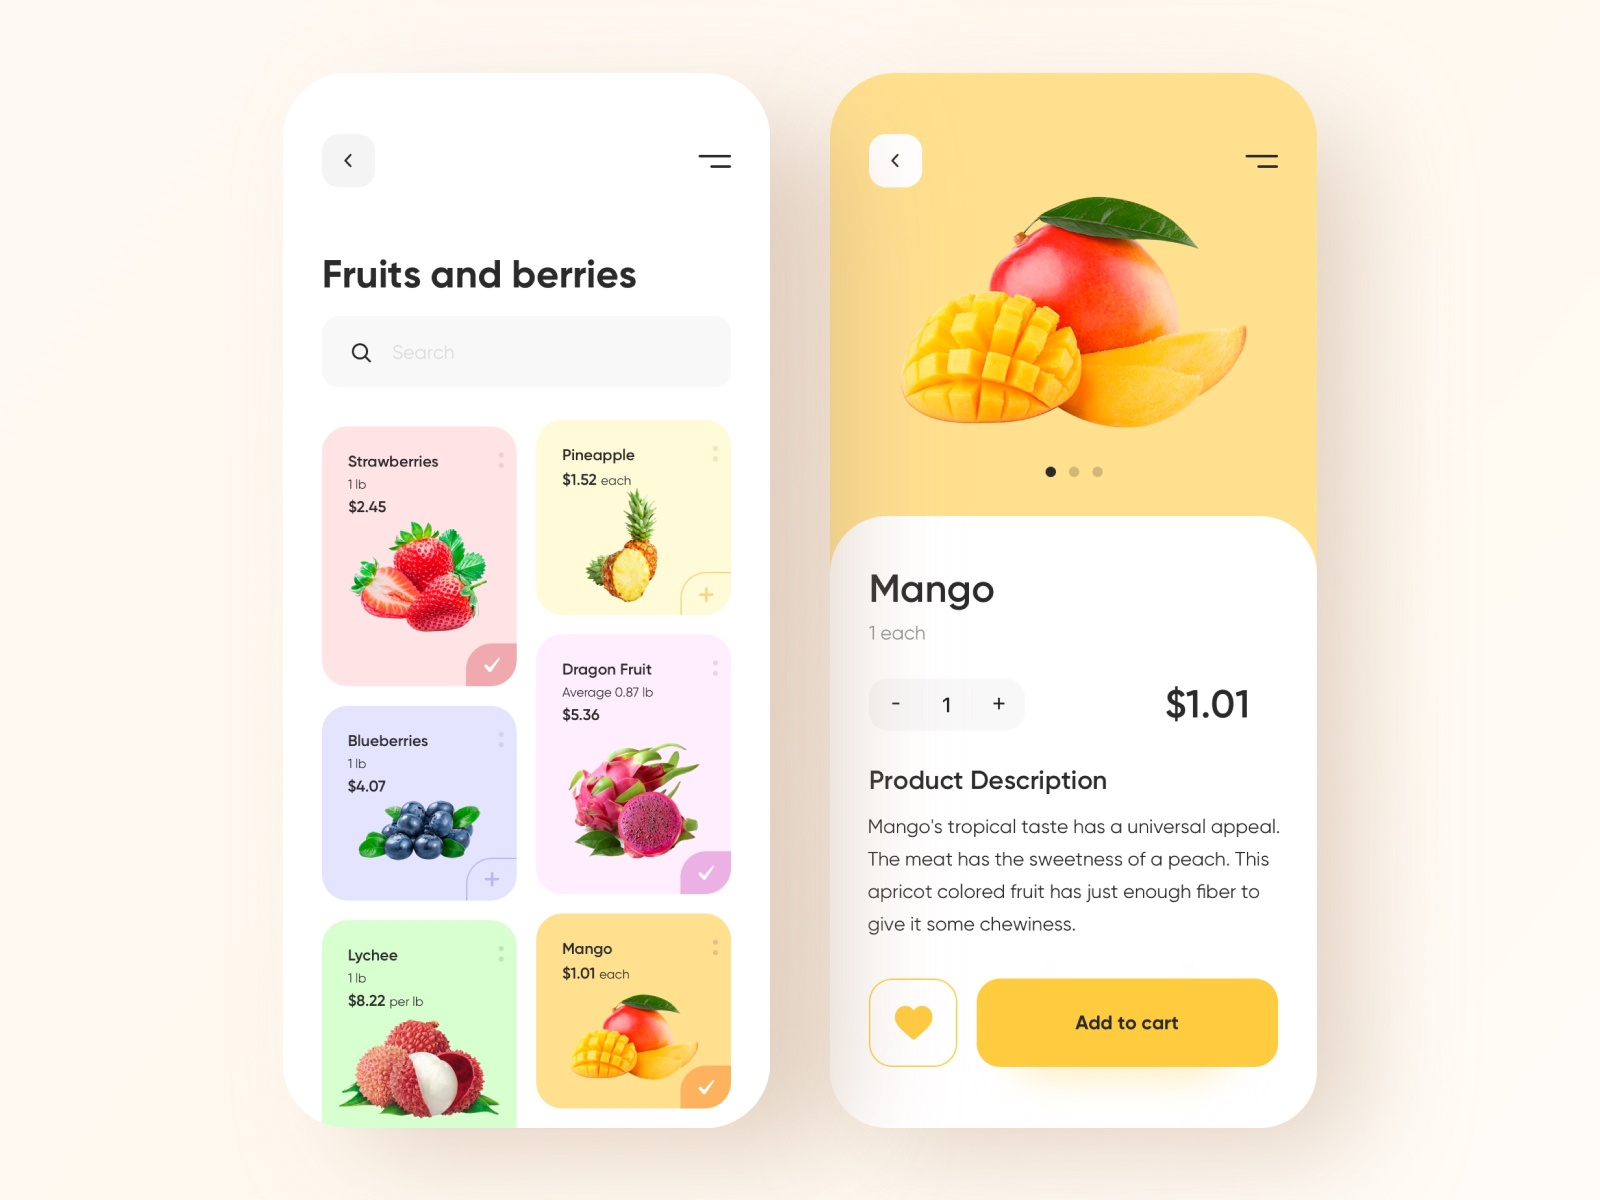 Fruits and berries
Search
Strawberries
1 lb
$2.45
Pineapple
$1.52 each
+
Dragon Fruit
Average 0.87 lb
$5.36
Blueberries
1 lb
$4.07
+
Lychee
1 lb
$8.22 per lb
Mango
$1.01 each
Mango
1 each
- 1 +
$1.01
Product Description
Mango's tropical taste has a universal appeal.
The meat has the sweetness of a peach. This
apricot colored fruit has just enough fiber to
give it some chewiness.
Add to cart